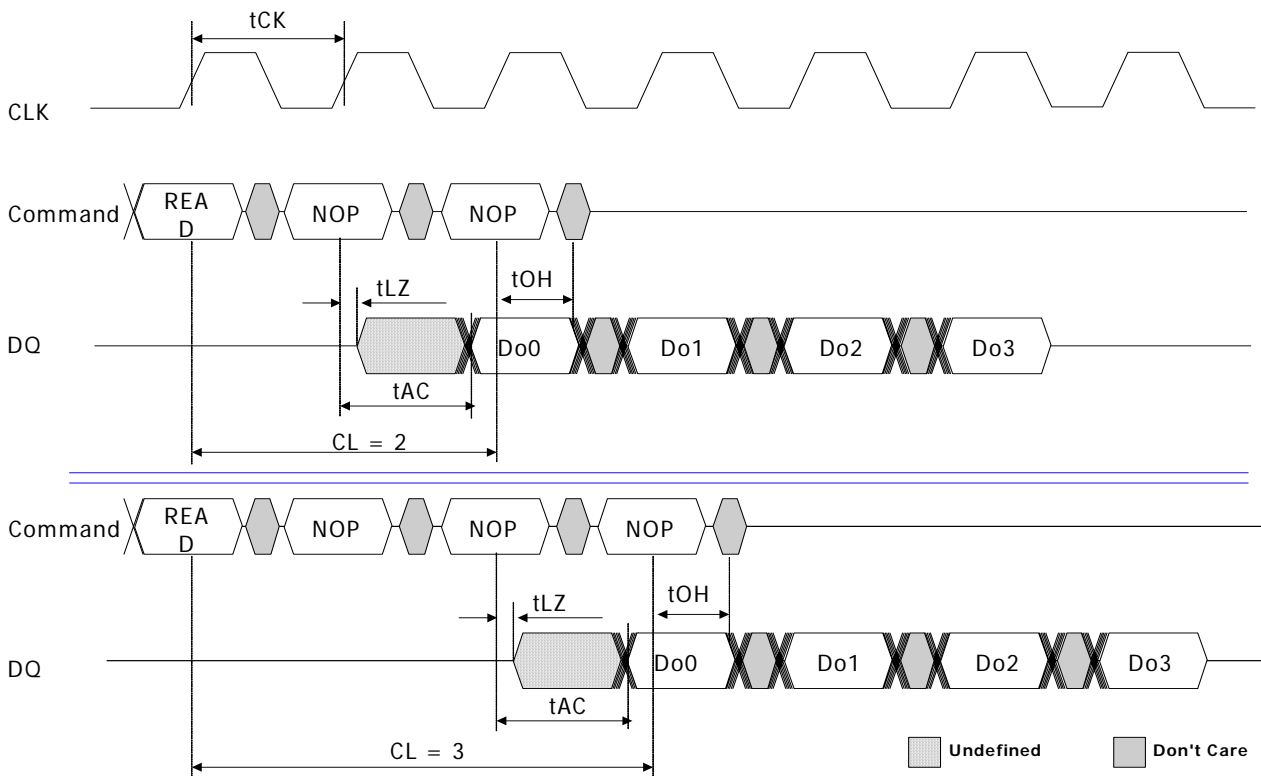 tCK
CLK
Command
REA
D
NOP
NOP
tLZ
tOH
DQ
Do0
Do1
Do2
Do3
tAC
CL = 2
Command
REA
D
NOP
NOP
NOP
tLZ
tOH
DQ
Do0
Do1
Do2
Do3
tAC
CL = 3
Undefined
Don't Care